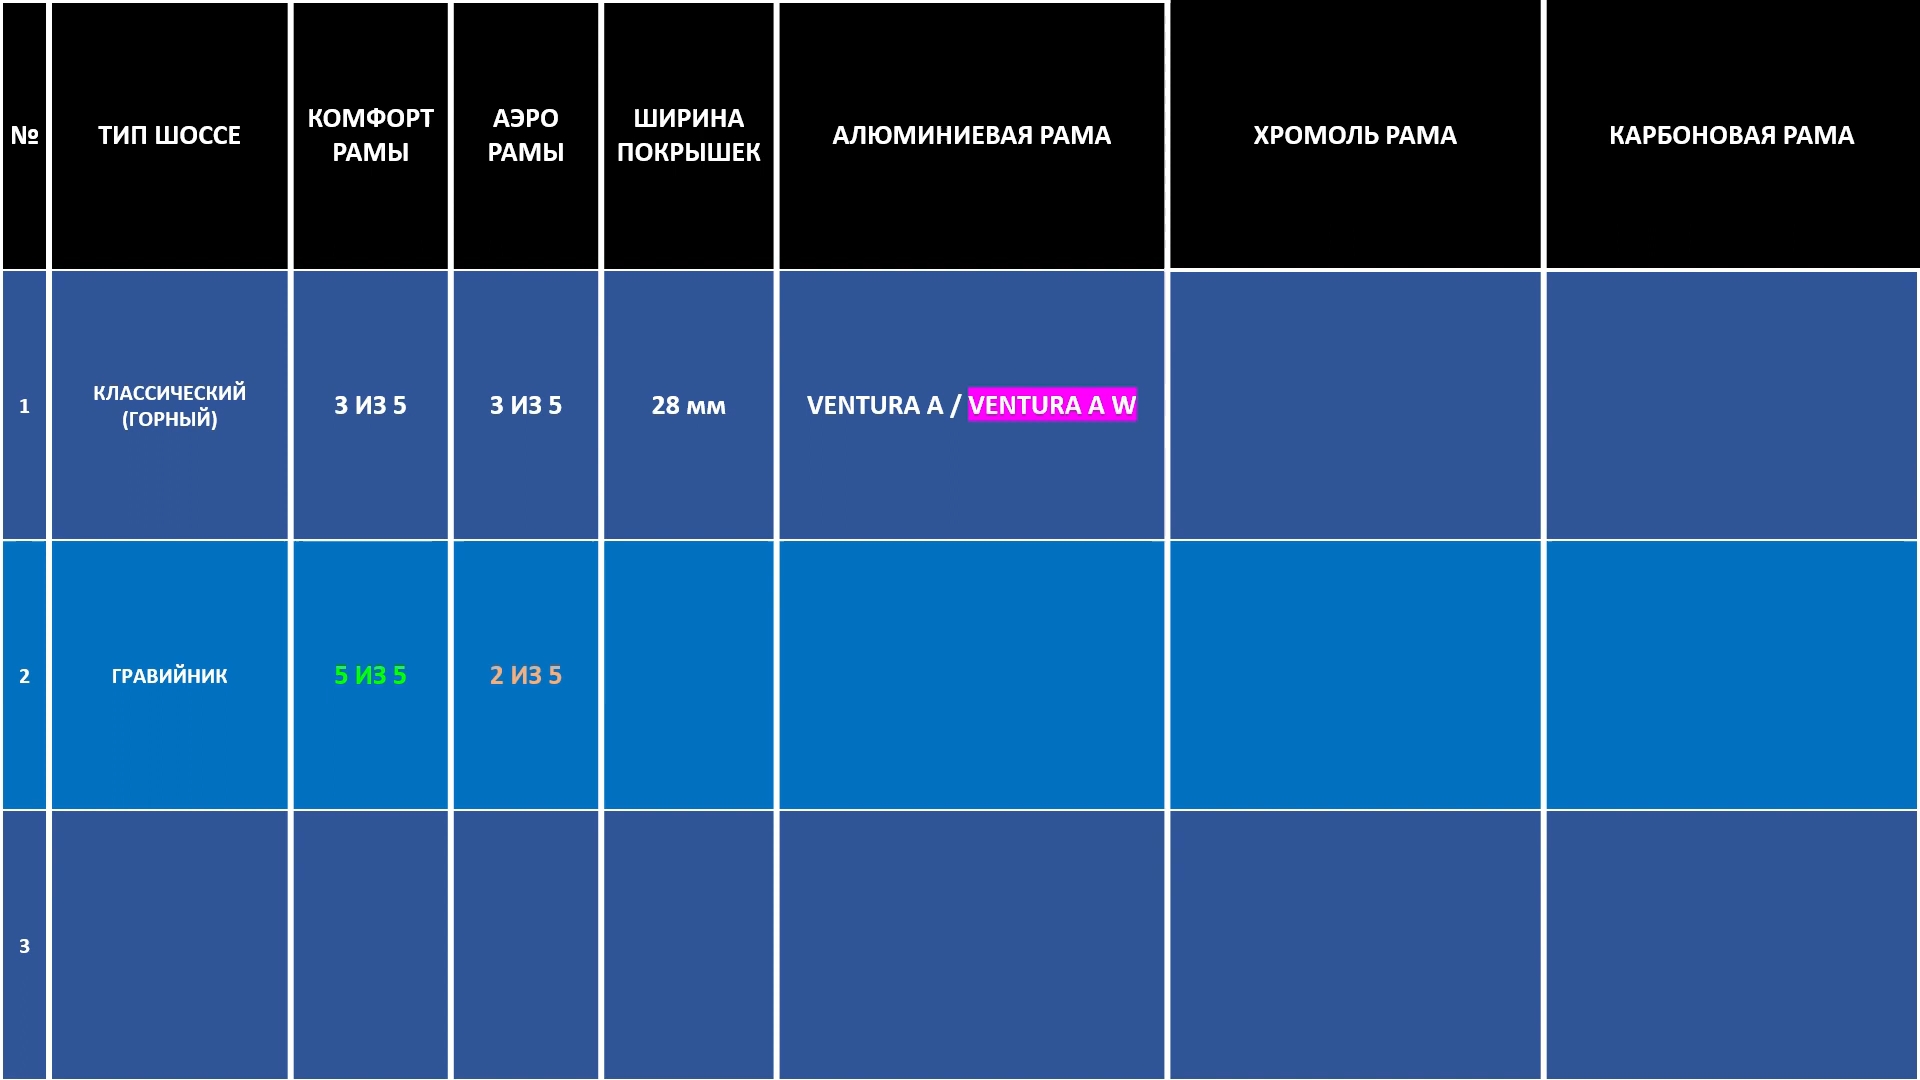 №
ТИП ШОССЕ
КОМФОРТ
РАМЫ
АЭРО
РАМЫ
ШИРИНА
ПОКРЫШЕК
АЛЮМИНИЕВАЯ РАМА
ХРОМОЛЬ РАМА
КАРБОНОВАЯ РАМА
1
КЛАССИЧЕСКИЙ
(ГОРНЫЙ)
3 ИЗ 5
3 ИЗ 5
28 мм
VENTURA A / VENTURA A W
2
ГРАВИЙНИК
5 ИЗ 5
2 ИЗ 5
3